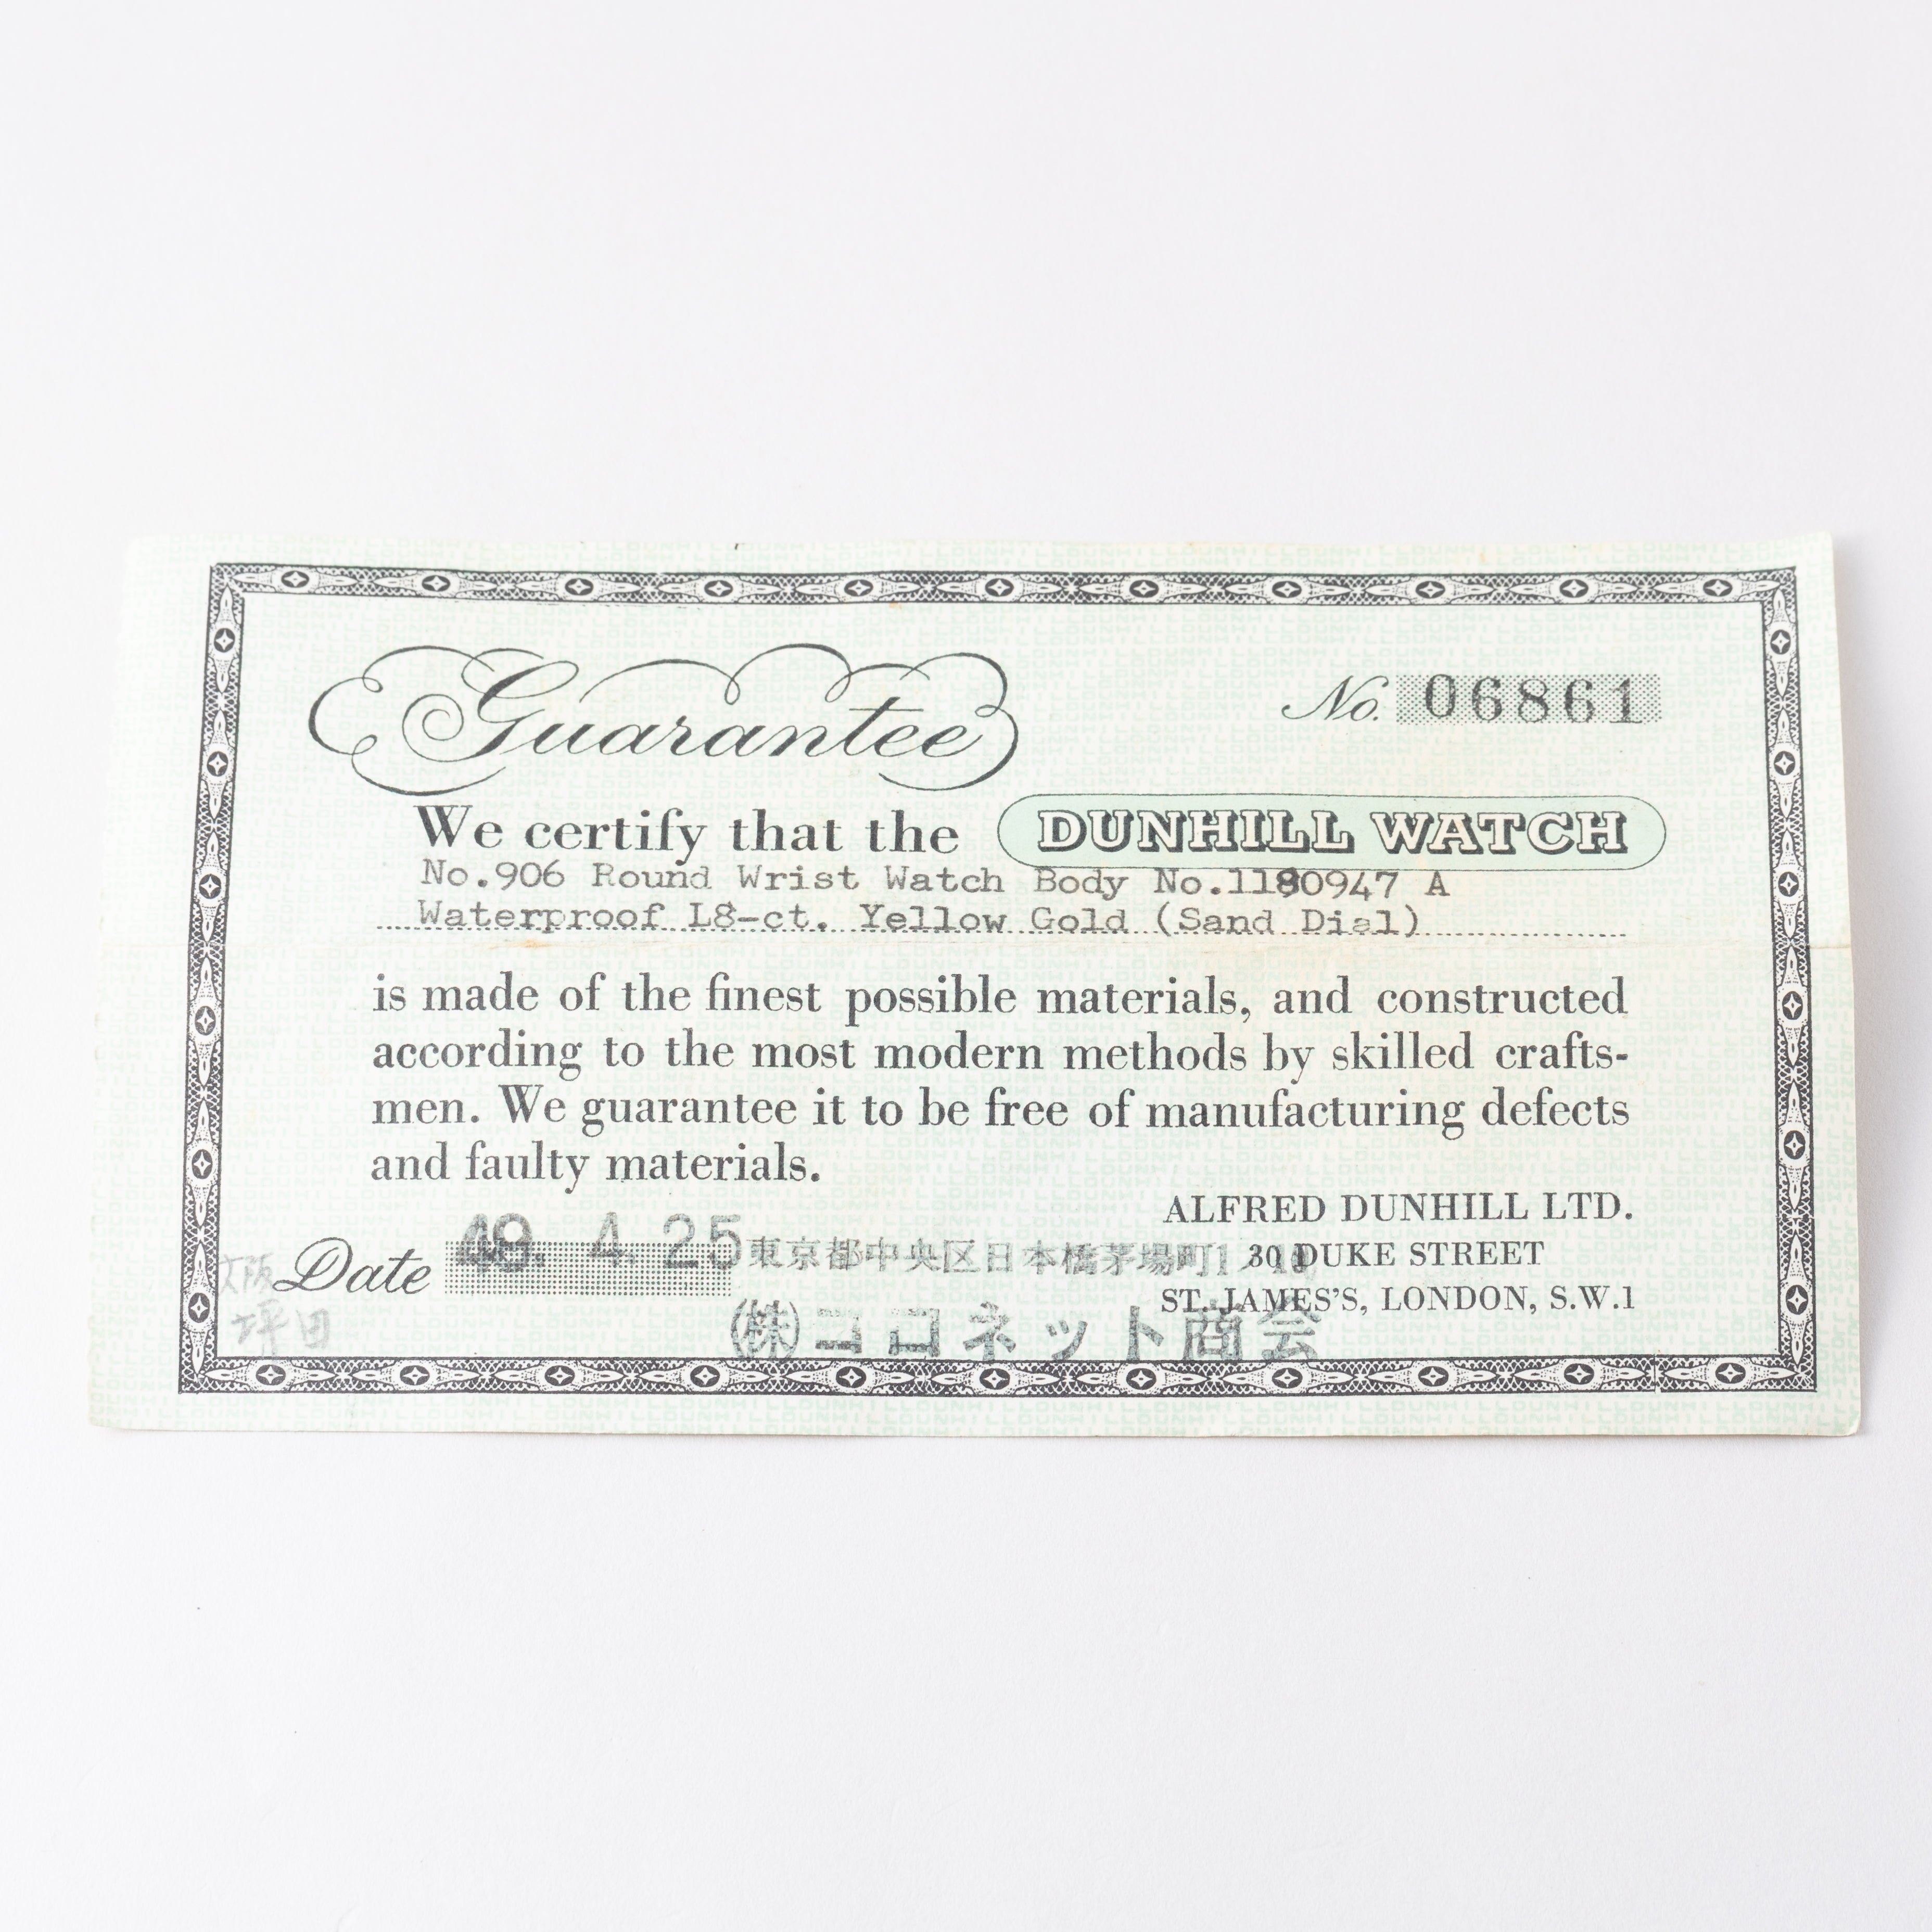 Guarantee
No. 06861
We certify that the DUNHILL WATCH
No.906 Round Wrist Watch Body No.1180947 A
Waterproof L8-ct. Yellow Gold (Sand Dial)
is made of the finest possible materials, and constructed
according to the most modern methods by skilled crafts-
men. We guarantee it to be free of manufacturing defects
and faulty materials.
ALFRED DUNHILL LTD.
30 DUKE STREET
ST. JAMES'S, LONDON, S.W.1
Date 49. 4. 25
東京都中央区日本橋茅場町1
(株)コロネット商会
坪田